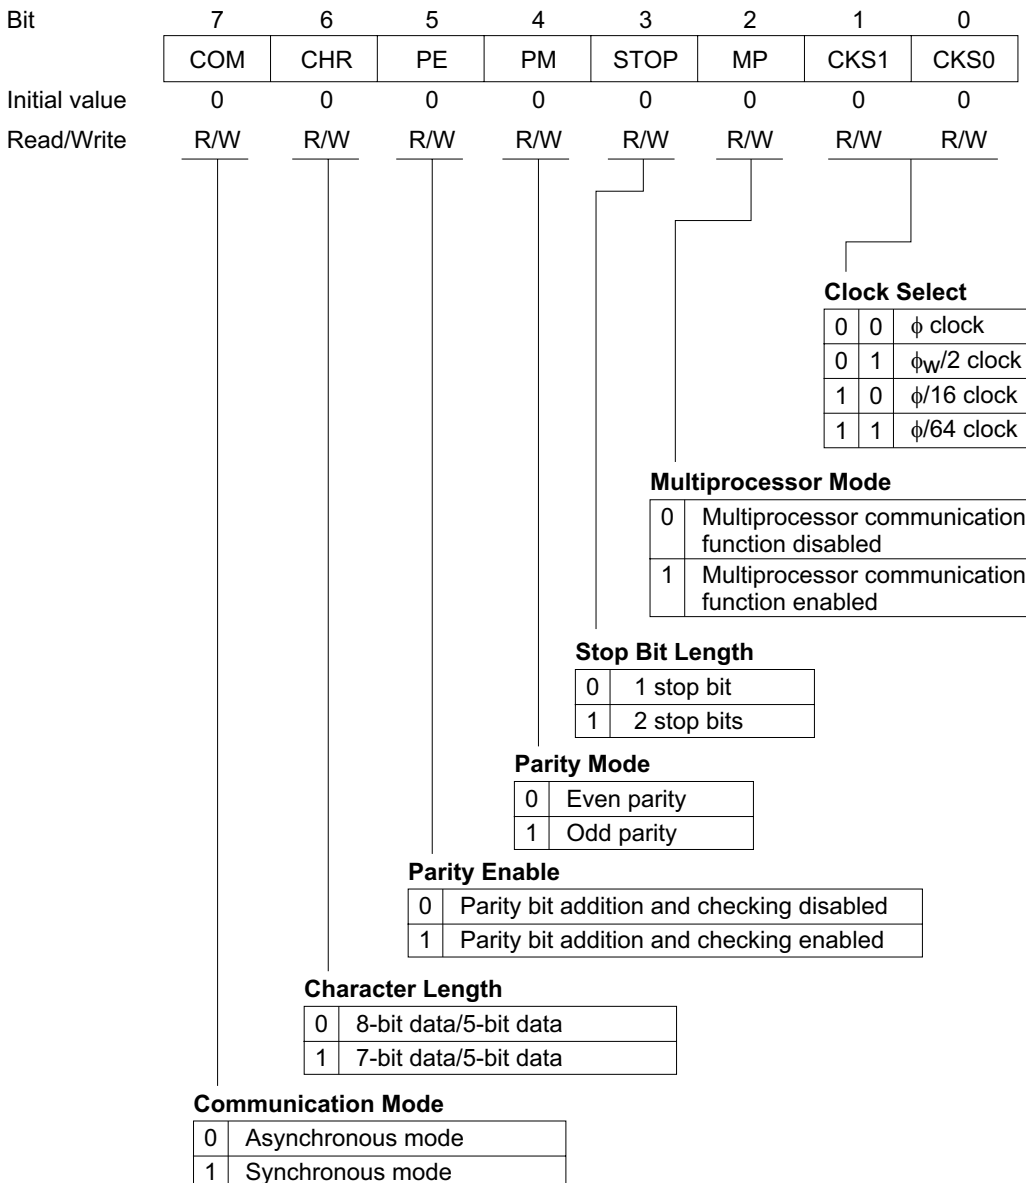 Bit 7 6 5 4 3 2 1 0
COM CHR PE PM STOP MP CKS1 CKS0
Initial value 0 0 0 0 0 0 0 0
Read/Write R/W R/W R/W R/W R/W R/W R/W R/W
Clock Select
0 0 ϕ clock
0 1 ϕW/2 clock
1 0 ϕ/16 clock
1 1 ϕ/64 clock
Multiprocessor Mode
0 Multiprocessor communication
function disabled
1 Multiprocessor communication
function enabled
Stop Bit Length
0 1 stop bit
1 2 stop bits
Parity Mode
0 Even parity
1 Odd parity
Parity Enable
0 Parity bit addition and checking disabled
1 Parity bit addition and checking enabled
Character Length
0 8-bit data/5-bit data
1 7-bit data/5-bit data
Communication Mode
0 Asynchronous mode
1 Synchronous mode